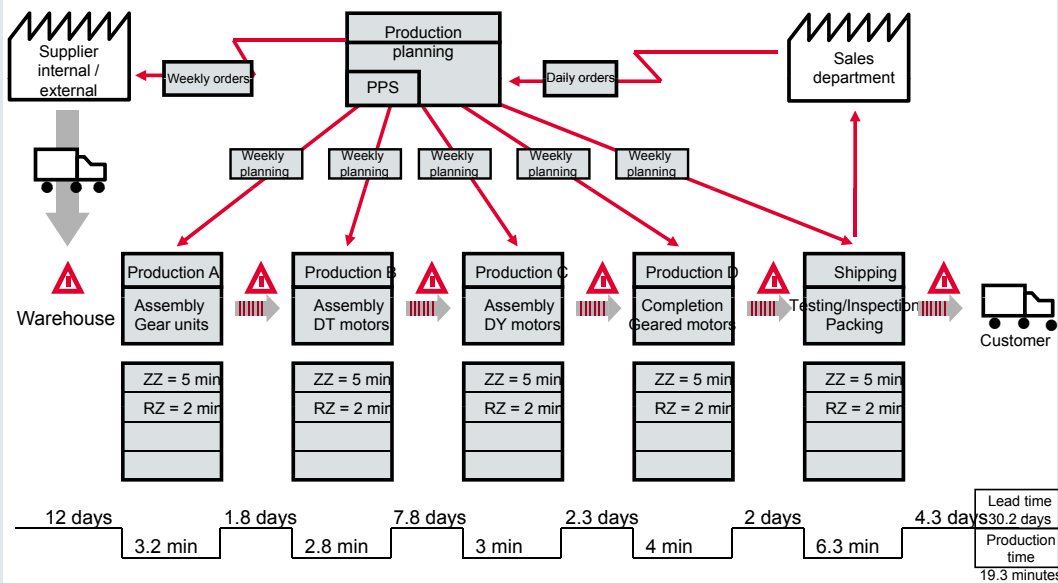 Supplier
internal /
external
Weekly orders
Production
planning
PPS
Daily orders
Sales
department
Weekly
planning
Weekly
planning
Weekly
planning
Weekly
planning
Weekly
planning
Warehouse
Production A
Assembly
Gear units
Production B
Assembly
DT motors
Production C
Assembly
DY motors
Production D
Completion
Geared motors
Shipping
Testing/Inspection
Packing
Customer
ZZ = 5 min
RZ = 2 min
ZZ = 5 min
RZ = 2 min
ZZ = 5 min
RZ = 2 min
ZZ = 5 min
RZ = 2 min
ZZ = 5 min
RZ = 2 min
12 days
3.2 min
1.8 days
2.8 min
7.8 days
3 min
2.3 days
4 min
2 days
6.3 min
4.3 days
Lead time
30.2 days
Production
time
19.3 minutes